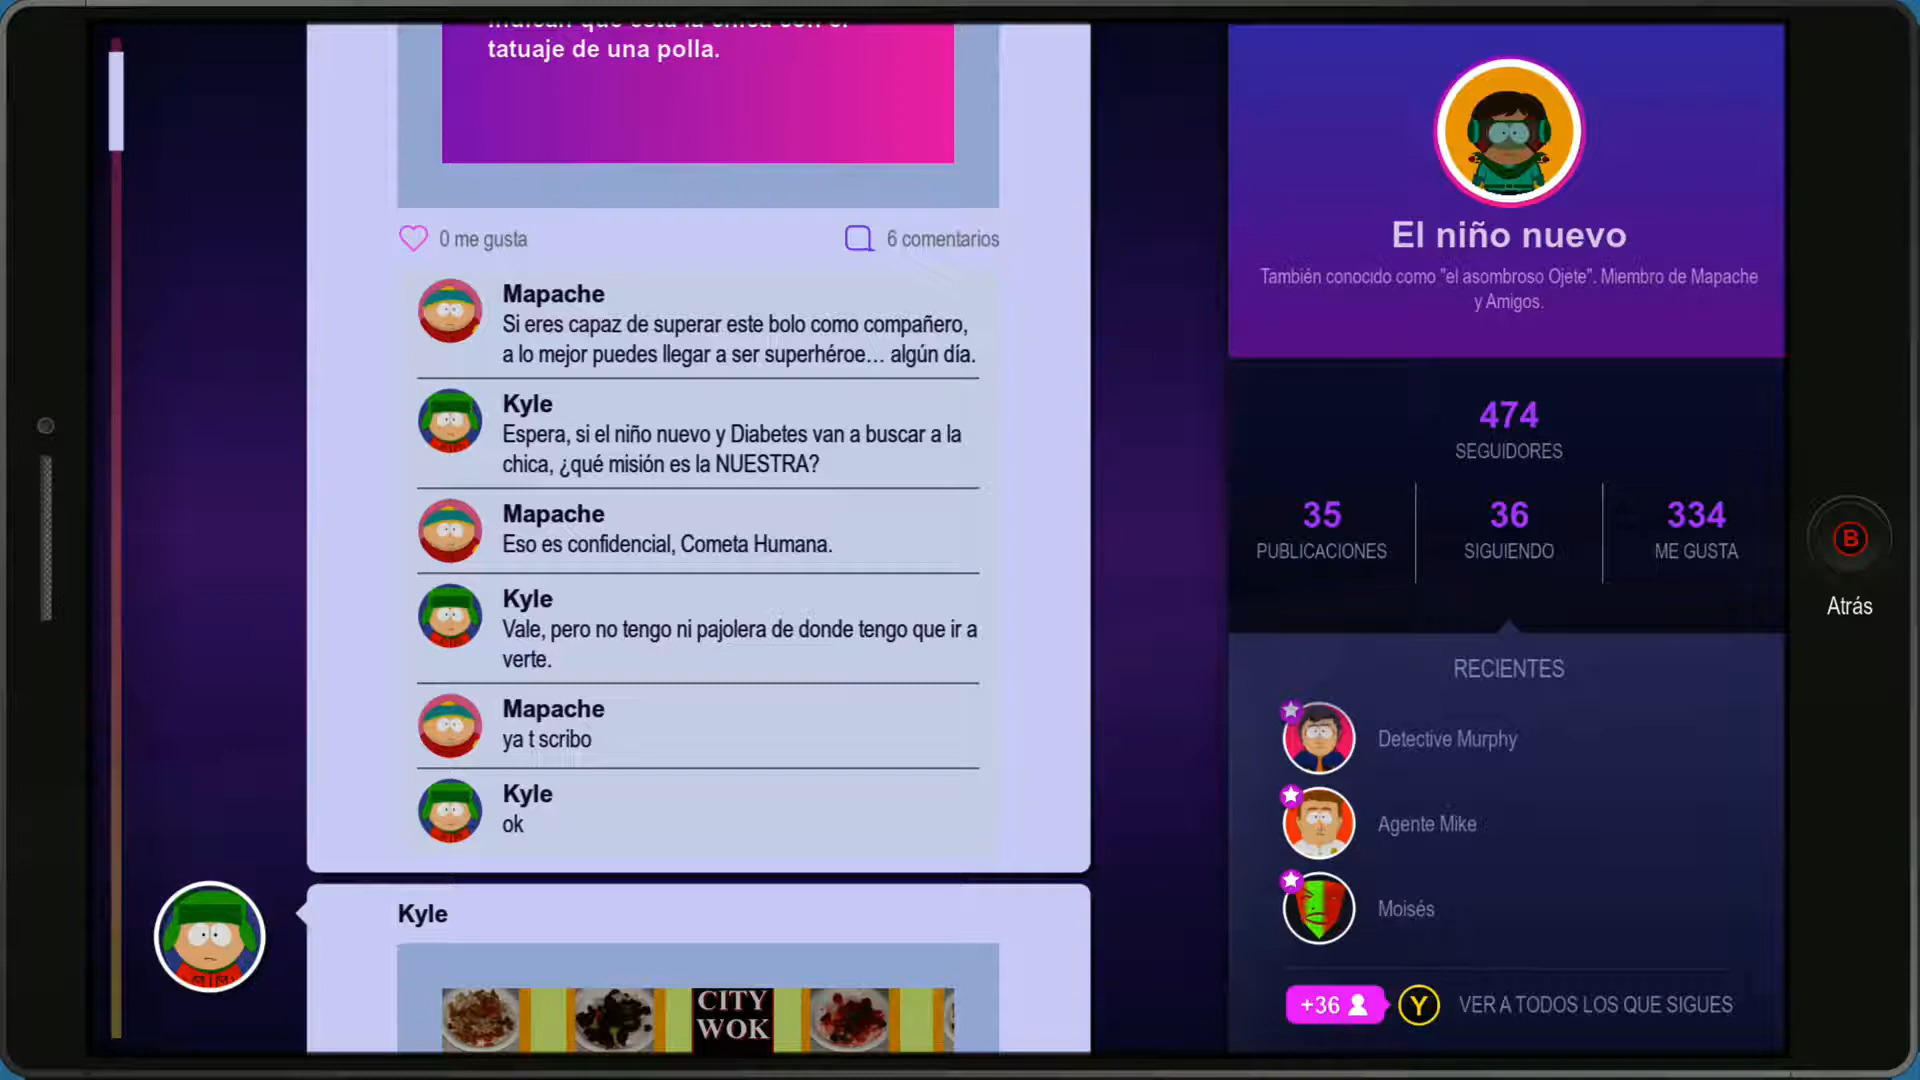 tatuaje de una polla.
0 me gusta
6 comentarios
Mapache
Si eres capaz de superar este bolo como compañero,
a lo mejor puedes llegar a ser superhéroe... algún día.
Kyle
Espera, si el niño nuevo y Diabetes van a buscar a la
chica, ¿qué misión es la NUESTRA?
Mapache
Eso es confidencial, Cometa Humana.
Kyle
Vale, pero no tengo ni pajolera de donde tengo que ir a
verte.
Mapache
ya t scribo
Kyle
ok
Kyle
CITY
WOK
El niño nuevo
También conocido como "el asombroso Ojete". Miembro de Mapache
y Amigos.
474
SEGUIDORES
35
PUBLICACIONES
36
SIGUIENDO
334
ME GUSTA
RECIENTES
Detective Murphy
Agente Mike
Moisés
+36
Y
VER A TODOS LOS QUE SIGUES
B
Atrás